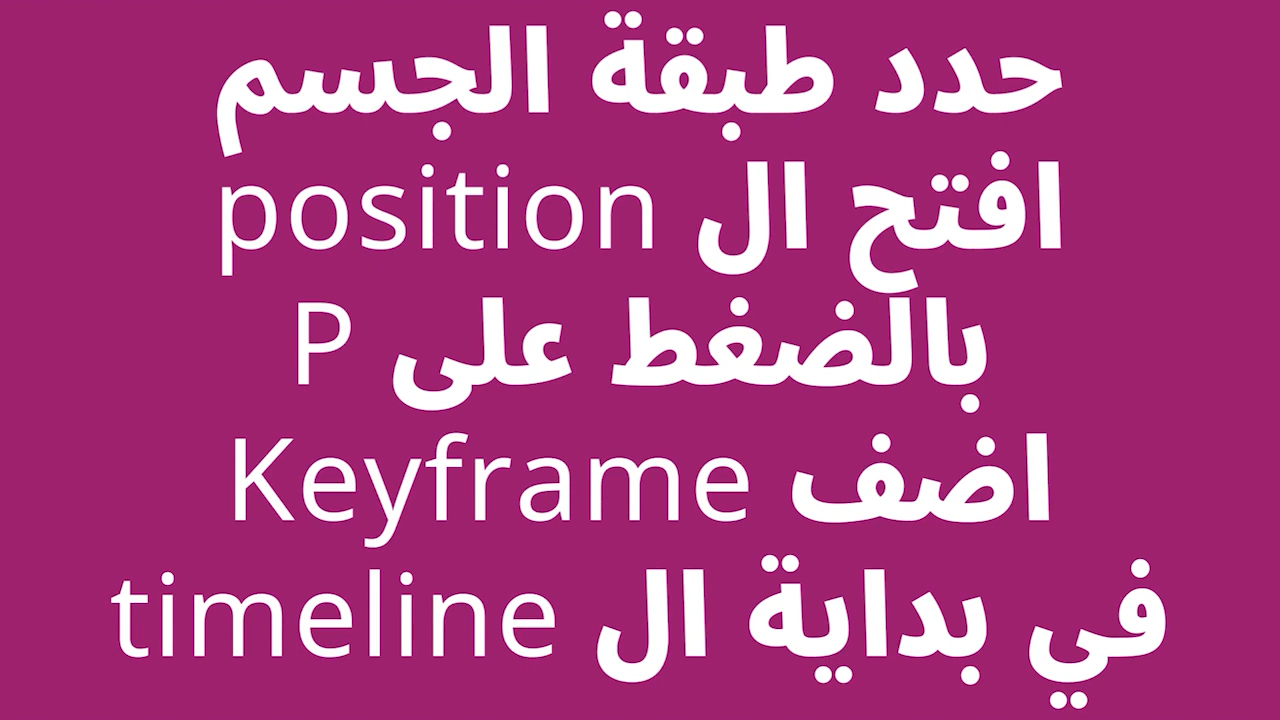 حدد طبقة الجسم
افتح ال position
بالضغط على P
اضف Keyframe
في بداية ال timeline